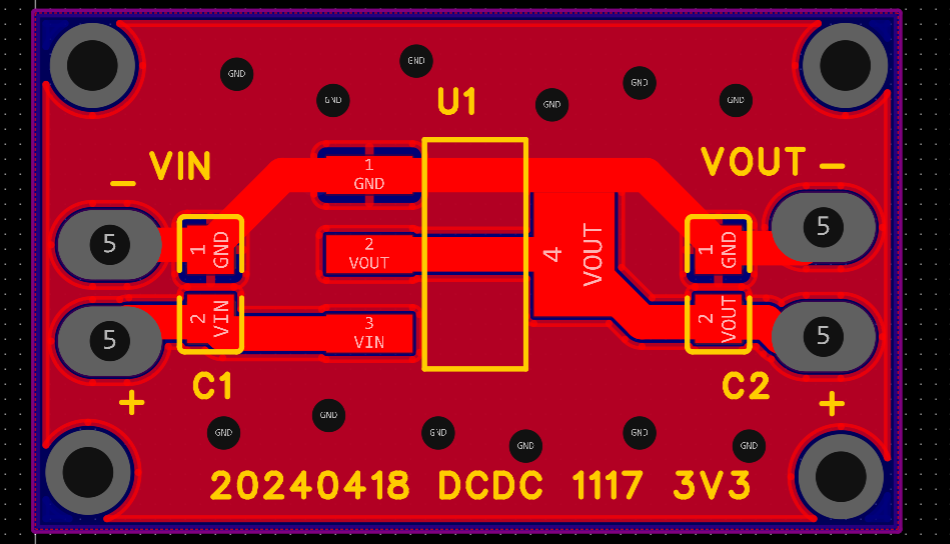 GND
GND
GND
GND
GND
GND
U1
VIN
-
VOUT -
1
GND
5
1
GND
2
VOUT
4
VOUT
1
GND
5
5
2
VIN
3
VIN
2
VOUT
5
+
C1
C2
+
GND
GND
GND
GND
GND
GND
20240418 DCDC 1117 3V3